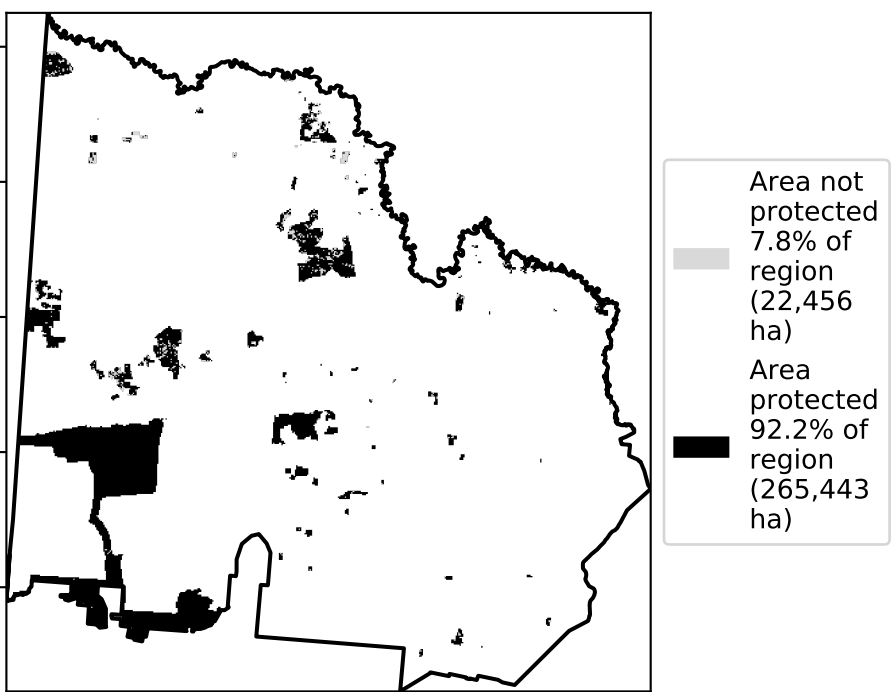 Area not
protected
7.8% of
region
(22,456
ha)
Area
protected
92.2% of
region
(265,443
ha)